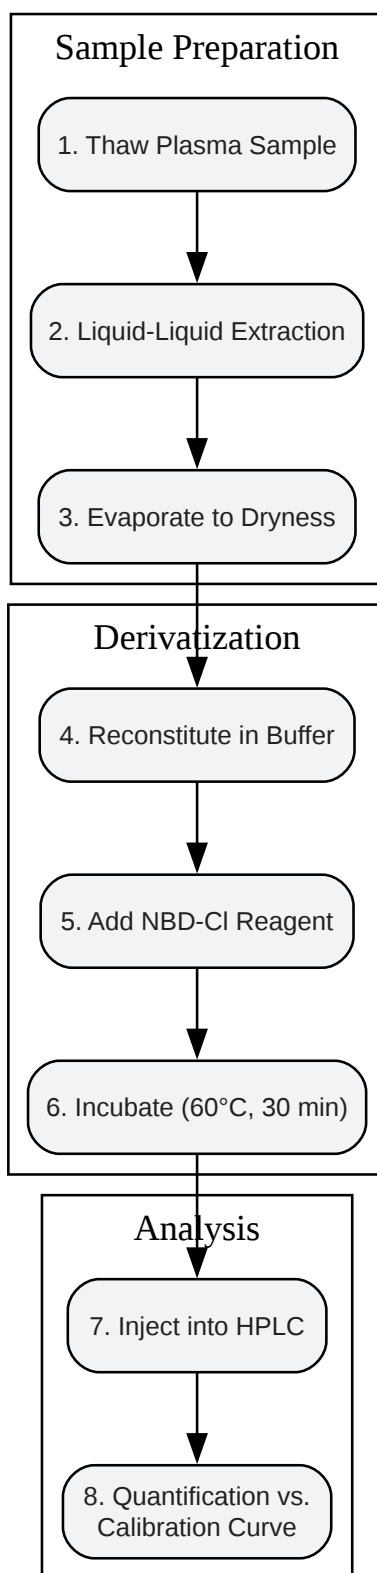 Sample Preparation
1. Thaw Plasma Sample
2. Liquid-Liquid Extraction
3. Evaporate to Dryness
Derivatization
4. Reconstitute in Buffer
5. Add NBD-Cl Reagent
6. Incubate (60°C, 30 min)
Analysis
7. Inject into HPLC
8. Quantification vs.
Calibration Curve